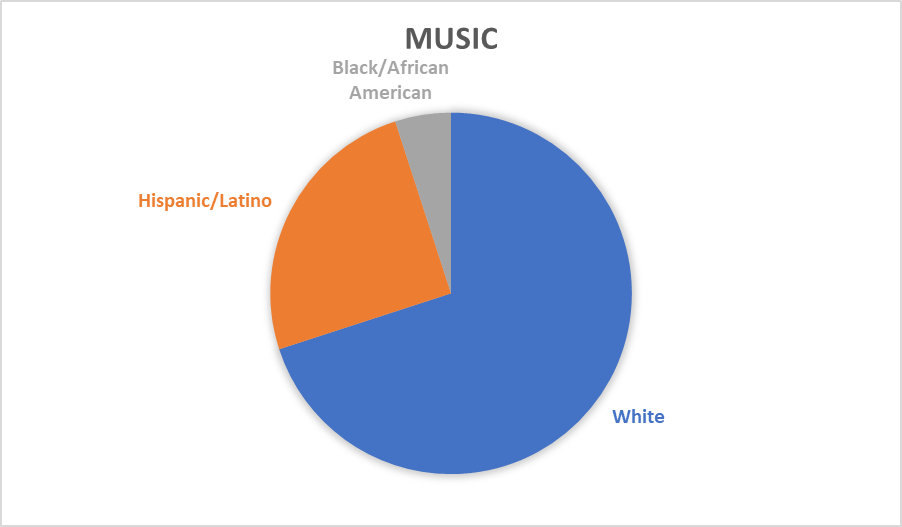 MUSIC
Black/African
American
Hispanic/Latino
White